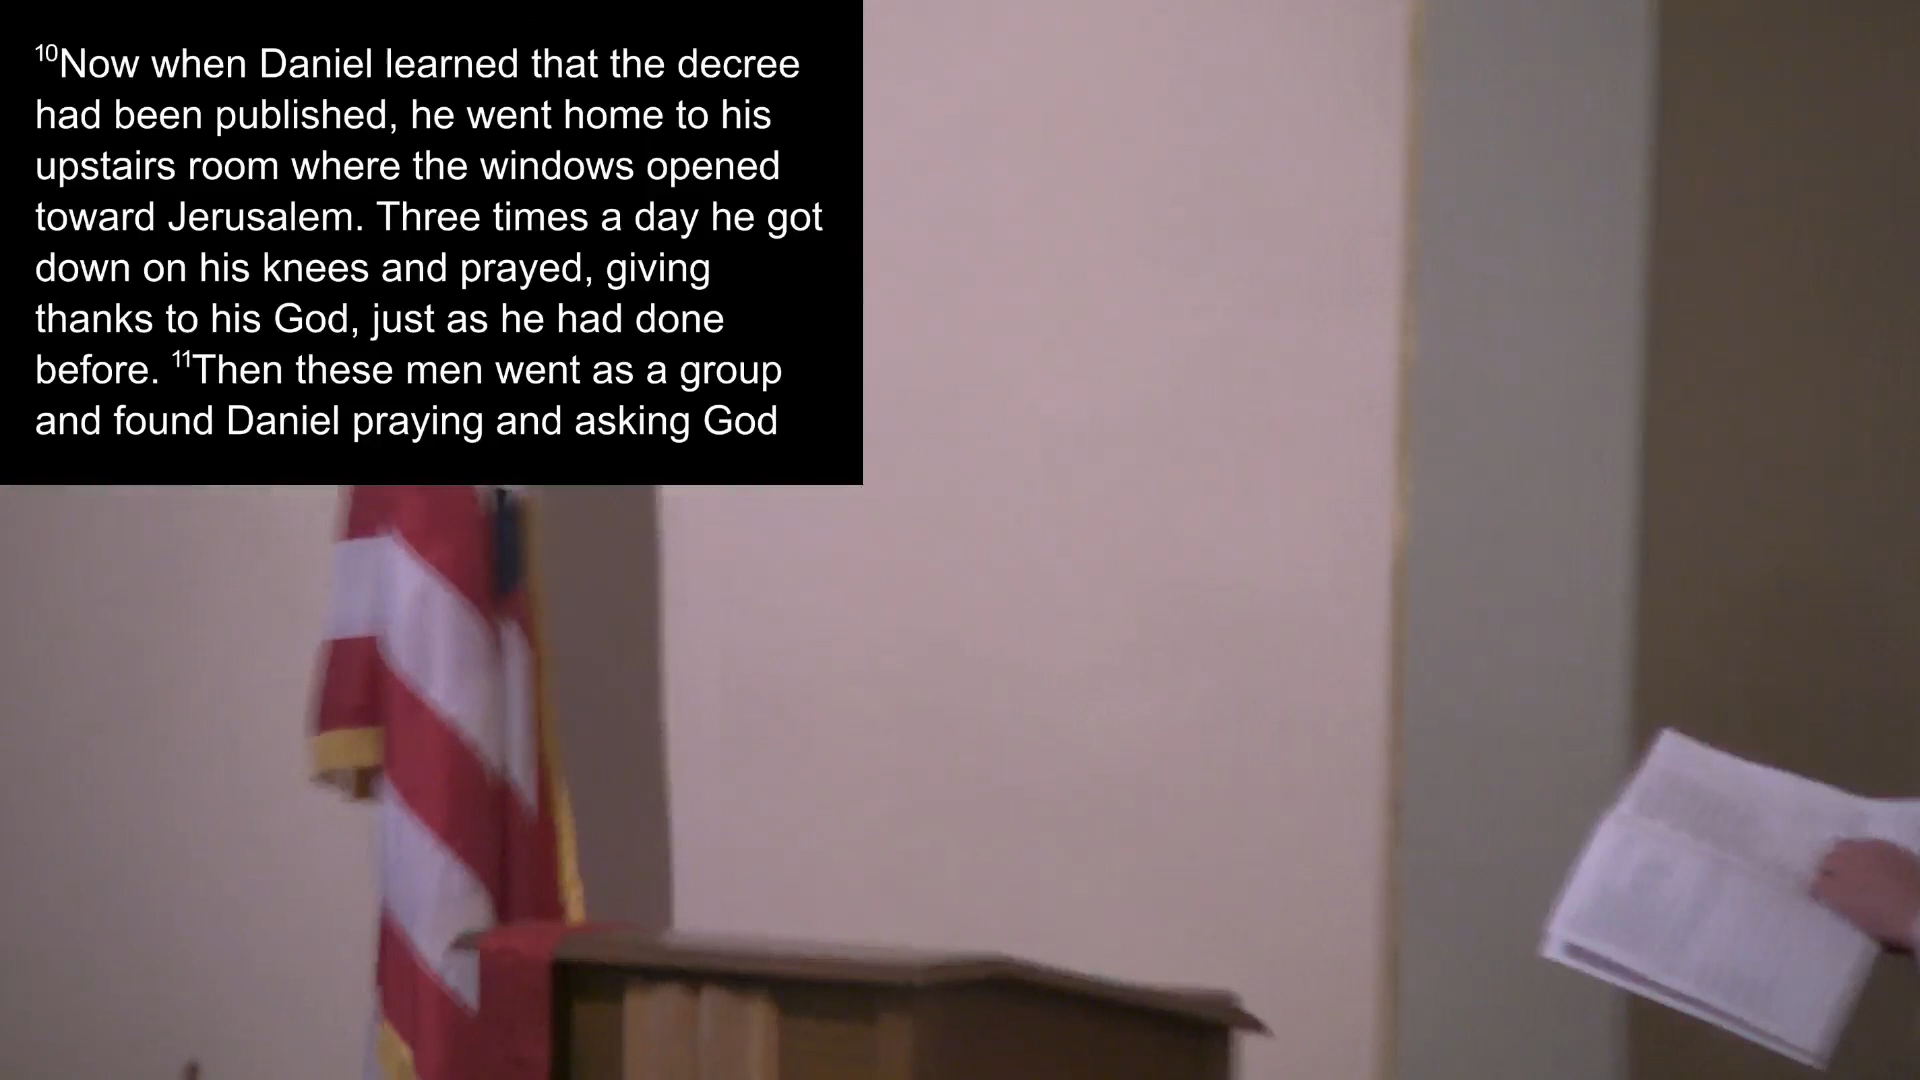 ¹⁰Now when Daniel learned that the decree
had been published, he went home to his
upstairs room where the windows opened
toward Jerusalem. Three times a day he got
down on his knees and prayed, giving
thanks to his God, just as he had done
before. ¹¹Then these men went as a group
and found Daniel praying and asking God